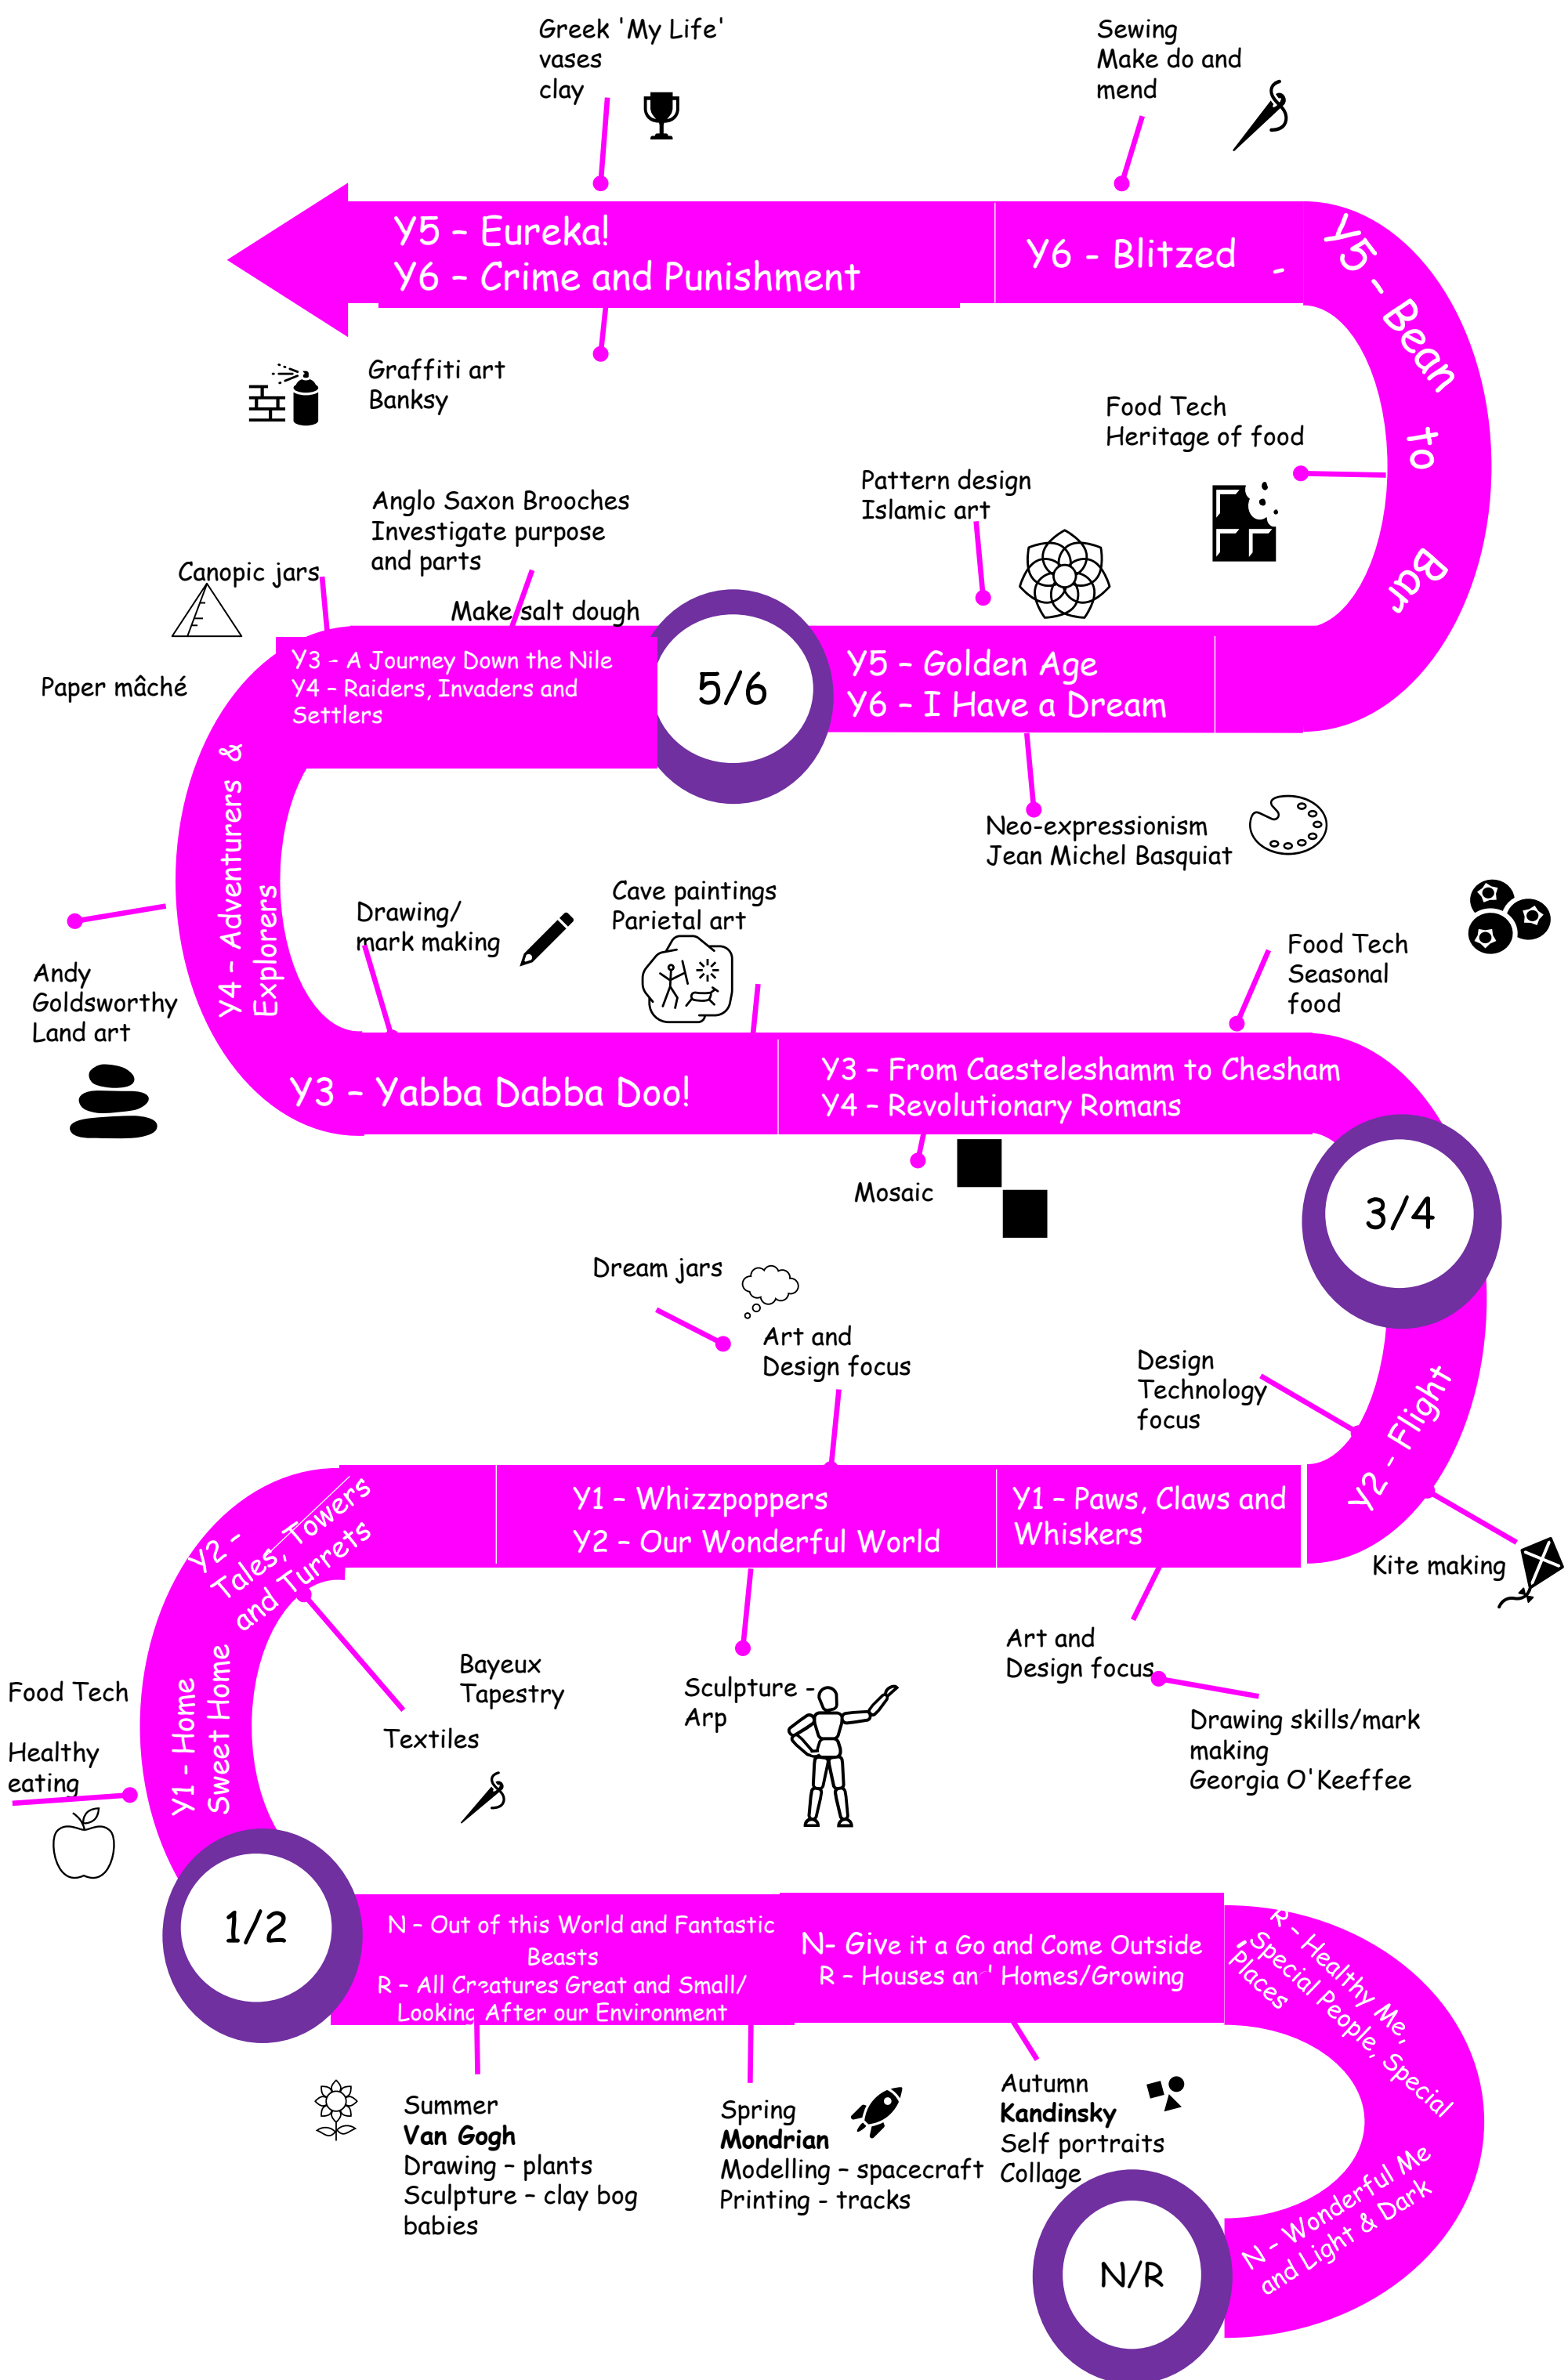 Greek 'My Life'
vases
clay
Sewing
Make do and
mend
Y5 – Eureka!
Y6 – Crime and Punishment
Y6 - Blitzed -
Y5 - Bean to Bar
Graffiti art
Banksy
Food Tech
Heritage of food
Pattern design
Islamic art
Anglo Saxon Brooches
Investigate purpose
and parts
Make salt dough
Canopic jars
Paper mâché
Y3 - A Journey Down the Nile
Y4 – Raiders, Invaders and
Settlers
5/6
Y5 – Golden Age
Y6 – I Have a Dream
Neo-expressionism
Jean Michel Basquiat
Y4 – Adventurers &
Explorers
Andy
Goldsworthy
Land art
Drawing/
mark making
Cave paintings
Parietal art
Food Tech
Seasonal
food
Y3 – Yabba Dabba Doo!
Y3 – From Caesteleshamm to Chesham
Y4 – Revolutionary Romans
Mosaic
3/4
Dream jars
Art and
Design focus
Design
Technology
focus
Y2 - Flight
Kite making
Y1 – Whizzpoppers
Y2 – Our Wonderful World
Y1 – Paws, Claws and
Whiskers
Y2 -
Tales, Towers
and Turrets
Y1 - Home
Sweet Home
Food Tech
Healthy
eating
Bayeux
Tapestry
Textiles
Sculpture -
Arp
Art and
Design focus
Drawing skills/mark
making
Georgia O'Keeffee
1/2
N – Out of this World and Fantastic
Beasts
R – All Creatures Great and Small/
Looking After our Environment
N- Give it a Go and Come Outside
R – Houses and Homes/Growing
R - Healthy Me,
Special People, Special
Places
N – Wonderful Me
and Light & Dark
Summer
Van Gogh
Drawing – plants
Sculpture – clay bog
babies
Spring
Mondrian
Modelling – spacecraft
Printing - tracks
Autumn
Kandinsky
Self portraits
Collage
N/R